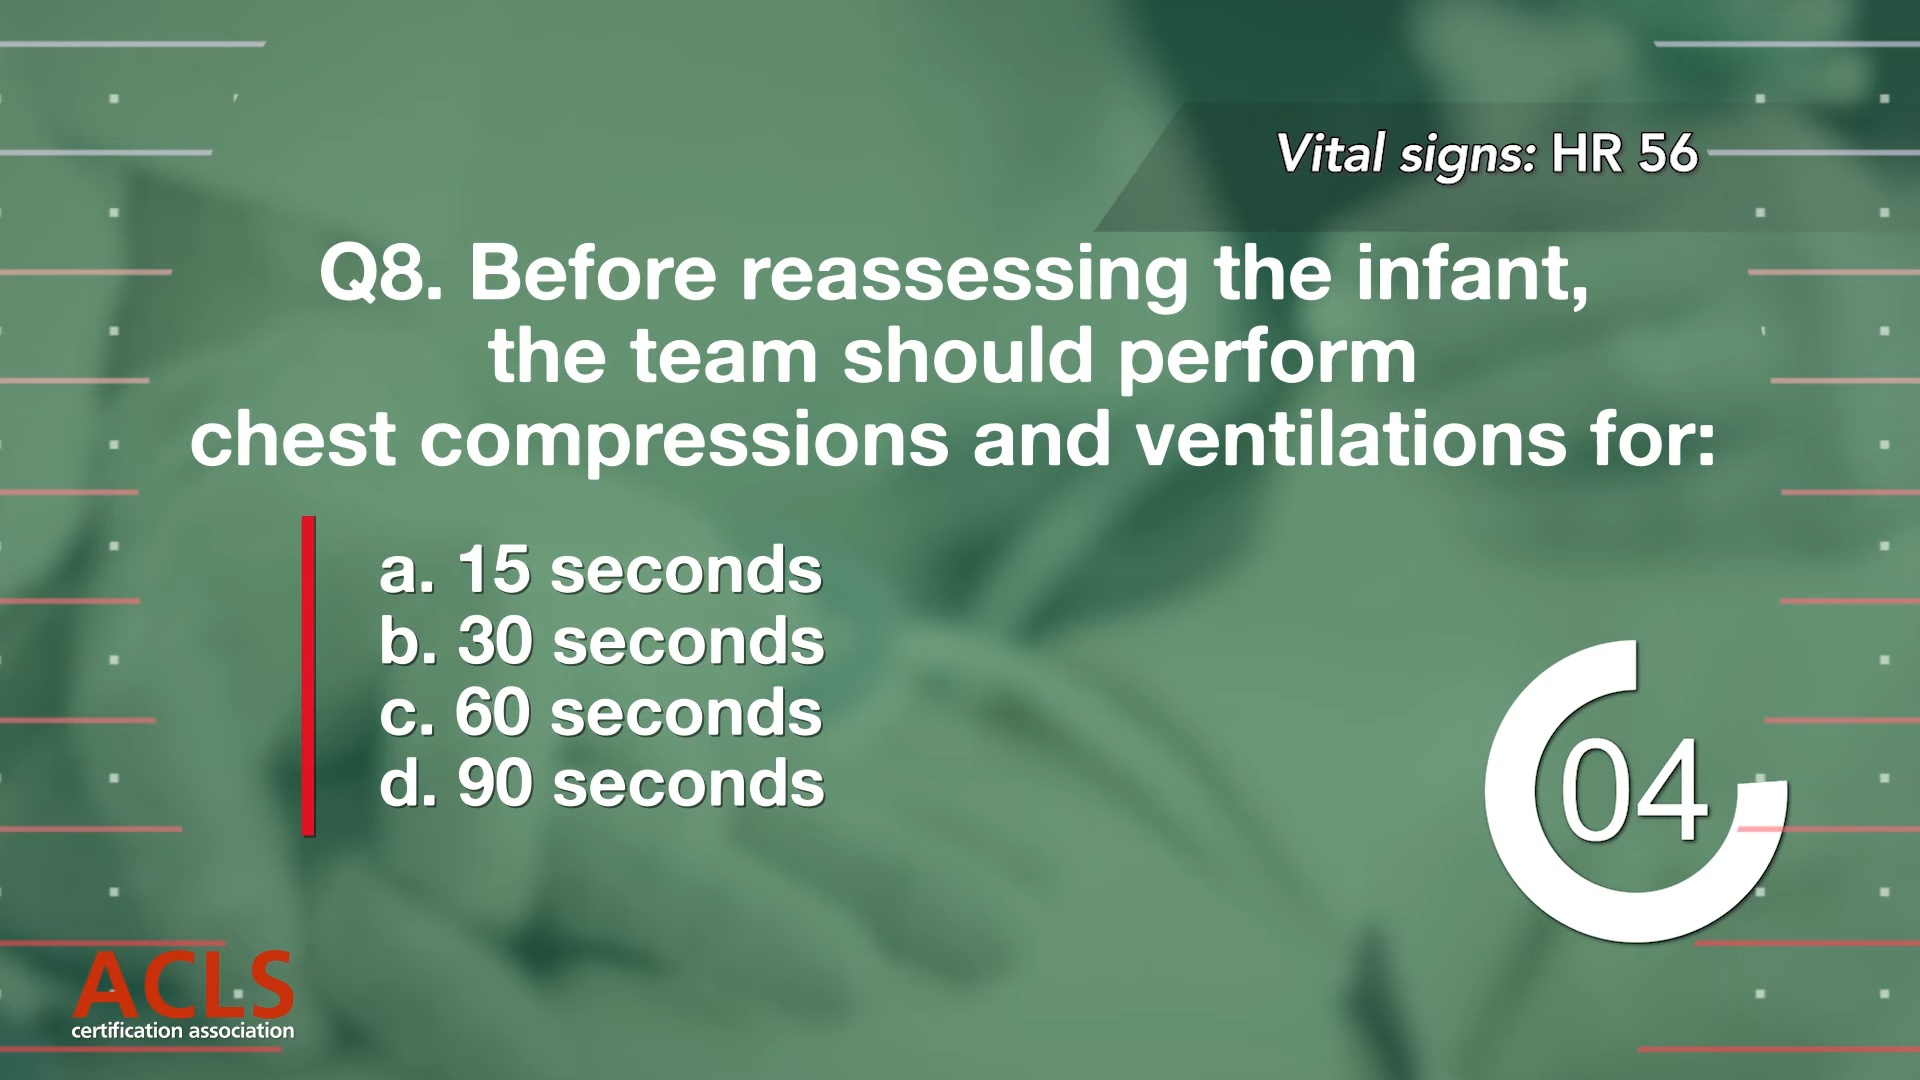 Vital signs: HR 56
Q8. Before reassessing the infant,
the team should perform
chest compressions and ventilations for:
a. 15 seconds
b. 30 seconds
c. 60 seconds
d. 90 seconds
04
ACLS
certification association